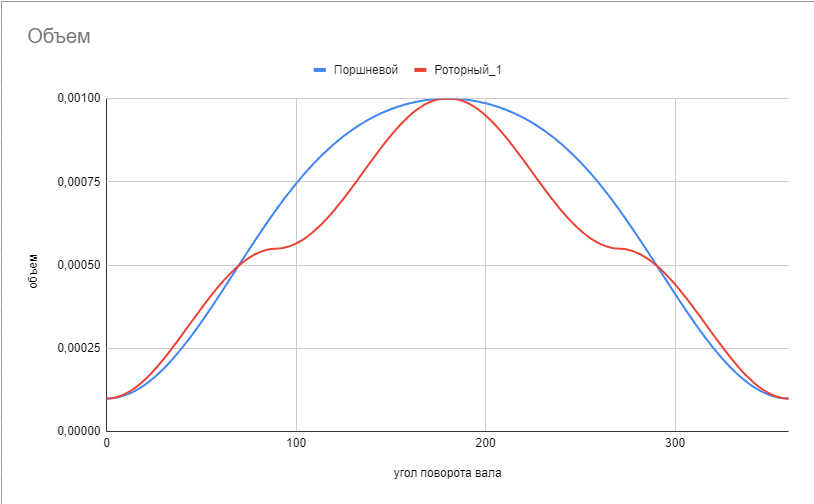 Объем
Поршневой Роторный_1
0,00100
0,00075
0,00050
0,00025
0,00000
объем
0 100 200 300
угол поворота вала